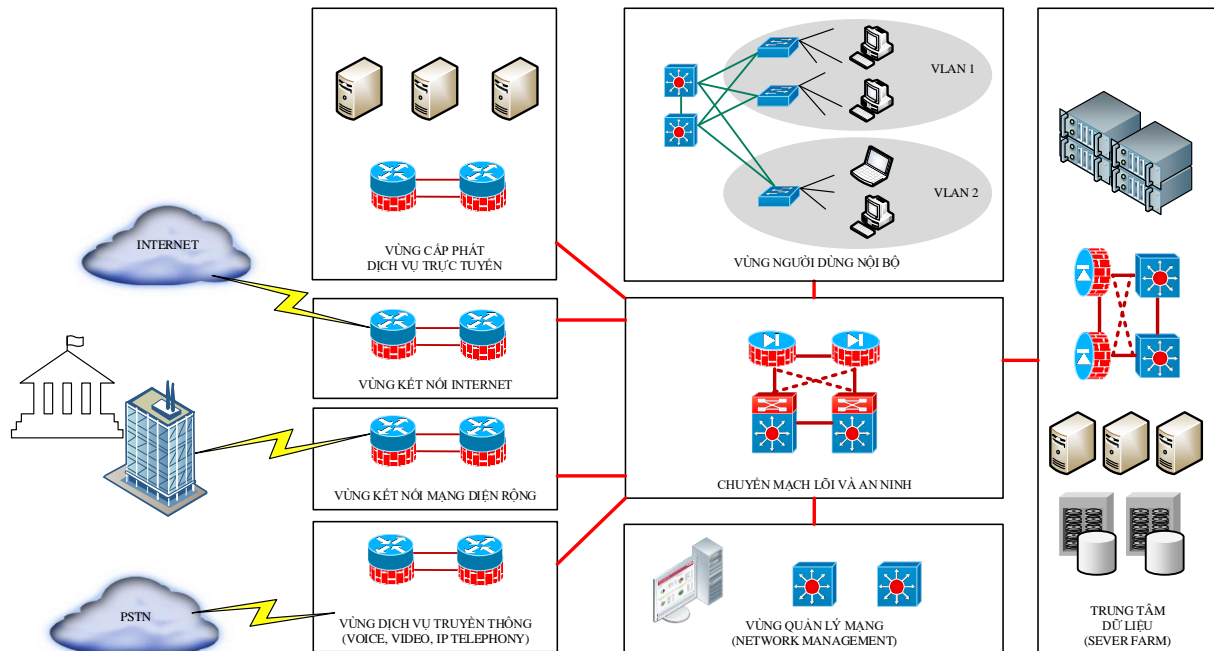 VLAN 1
VLAN 2
VÙNG CẤP PHÁT
DỊCH VỤ TRỰC TUYẾN
VÙNG NGƯỜI DÙNG NỘI BỘ
INTERNET
VÙNG KẾT NỐI INTERNET
VÙNG KẾT NỐI MẠNG DIỆN RỘNG
CHUYỂN MẠCH LÕI VÀ AN NINH
PSTN
VÙNG DỊCH VỤ TRUYỀN THÔNG
(VOICE, VIDEO, IP TELEPHONY)
VÙNG QUẢN LÝ MẠNG
(NETWORK MANAGEMENT)
TRUNG TÂM
DỮ LIỆU
(SEVER FARM)